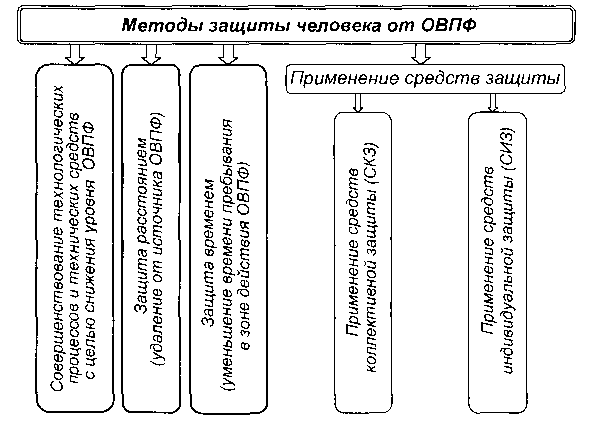 Методы защиты человека от ОВПФ
Совершенствование технологических
процессов и технических средств
с целью снижения уровня ОВПФ
Защита расстоянием
(удаление от источника ОВПФ)
Защита временем
(уменьшение времени пребывания
в зоне действия ОВПФ)
Применение средств защиты
Применение средств
коллективной защиты (СКЗ)
Применение средств
индивидуальной защиты (СИЗ)